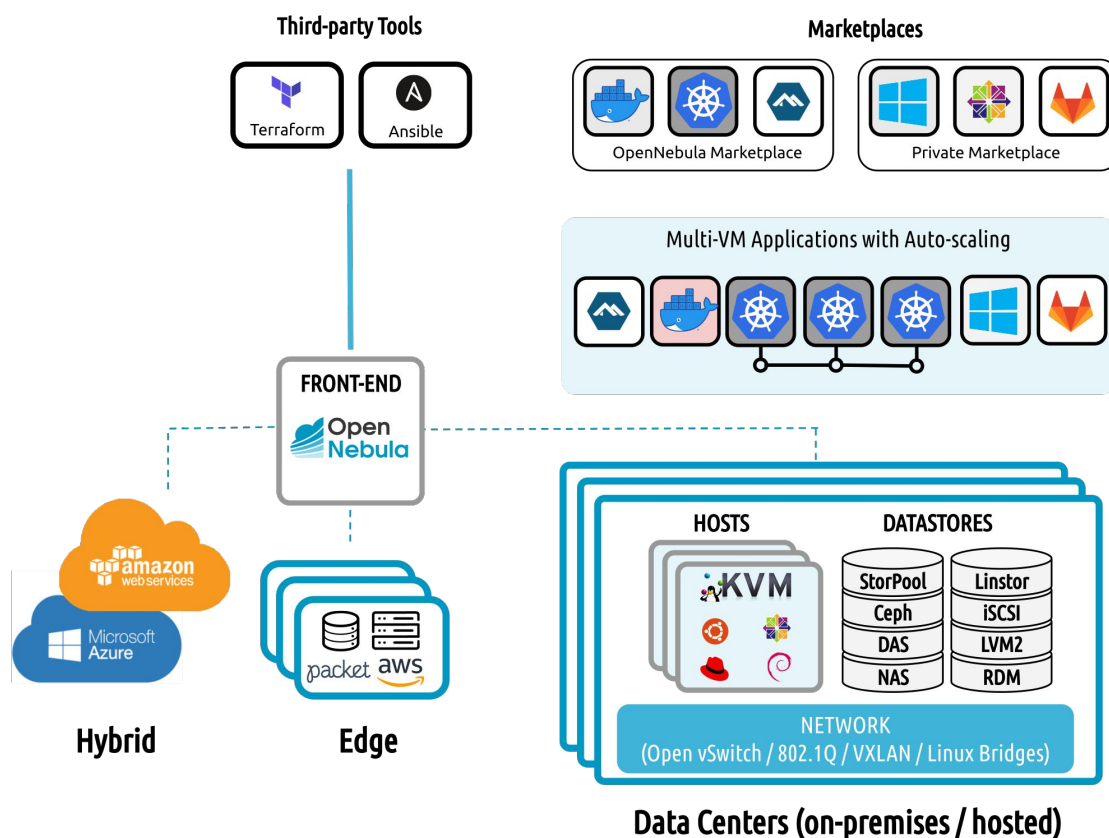 Third-party Tools
Terraform
Ansible
Marketplaces
OpenNebula Marketplace
Private Marketplace
Multi-VM Applications with Auto-scaling
FRONT-END
Open
Nebula
amazon
webservices
Microsoft
Azure
Hybrid
packet
aws
Edge
HOSTS
KVM
DATASTORES
StorPool
Ceph
DAS
NAS
Linstor
iSCSI
LVM2
RDM
NETWORK
(Open vSwitch / 802.1Q / VXLAN / Linux Bridges)
Data Centers (on-premises / hosted)